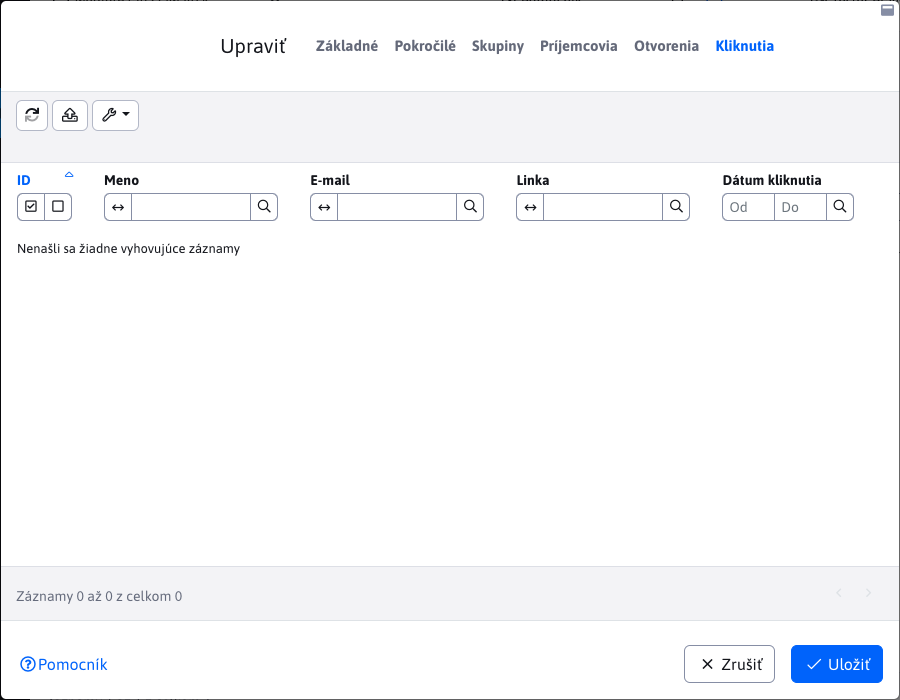 Upraviť
Základné Pokročilé Skupiny Príjemcovia Otvorenia Kliknutia
ID Meno E-mail Linka Dátum kliknutia
Od Do
Nenašli sa žiadne vyhovujúce záznamy
Záznamy 0 až 0 z celkom 0
Pomocník
Zrušiť
Uložiť